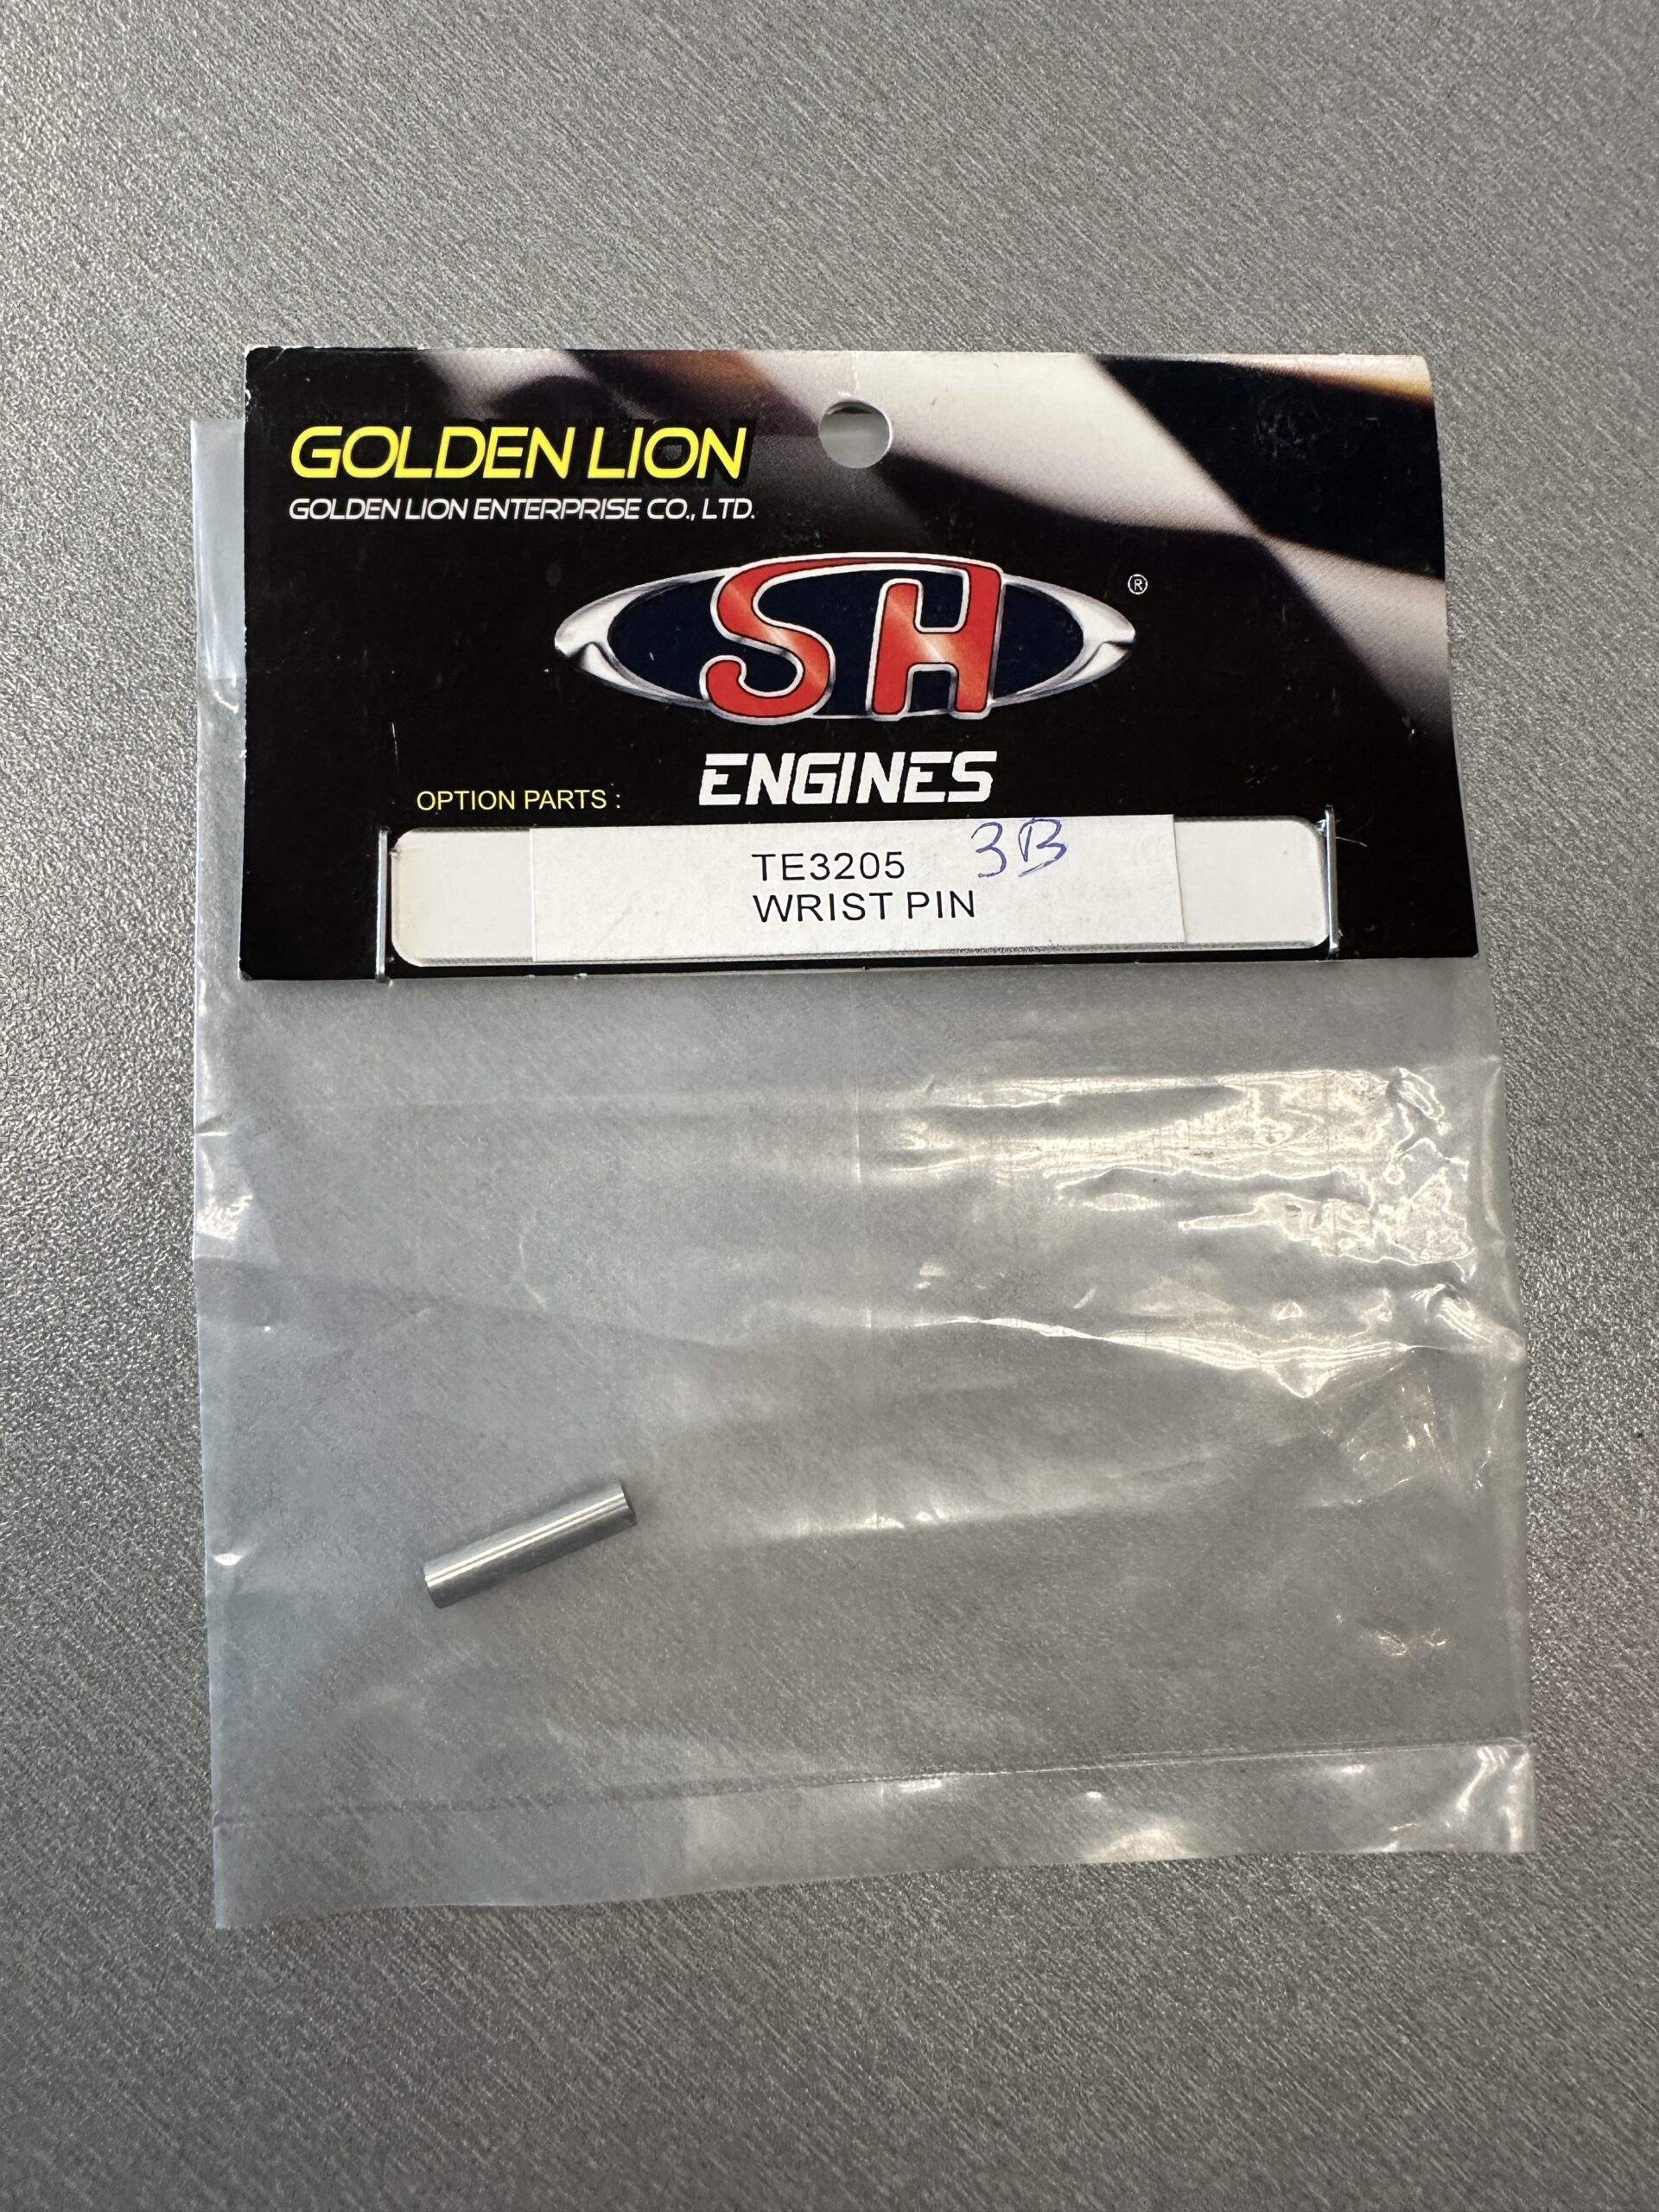 GOLDEN LION
GOLDEN LION ENTERPRISE CO., LTD.
SH ®
ENGINES
OPTION PARTS :
TE3205 3B
WRIST PIN